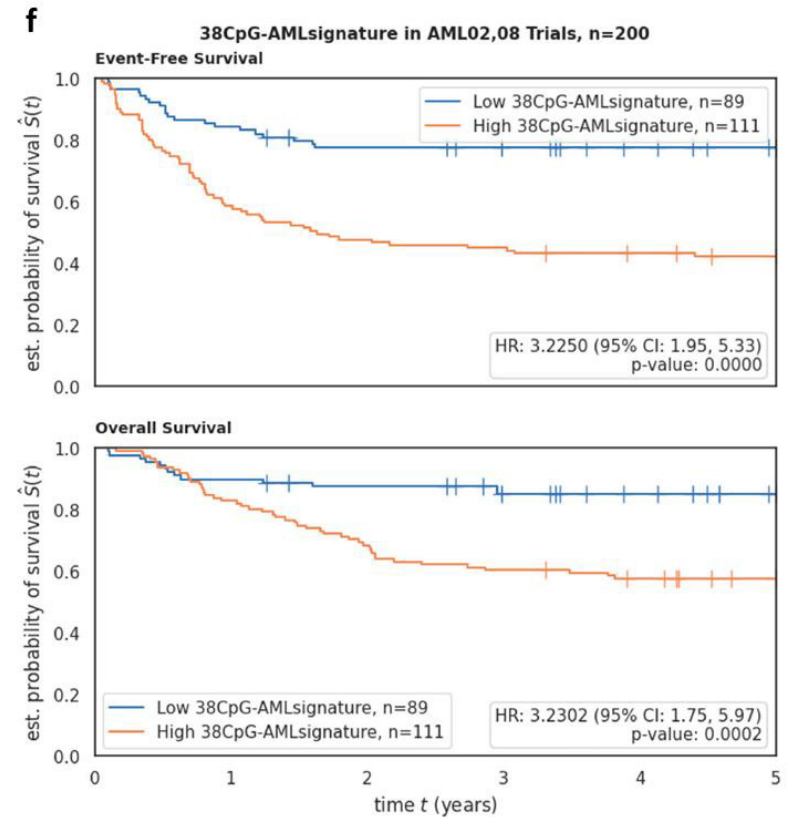 f
38CpG-AMLsignature in AML02,08 Trials, n=200
Event-Free Survival
est. probability of survival Ŝ(t)
1.0
0.8
0.6
0.4
0.2
0.0
Low 38CpG-AMLsignature, n=89
High 38CpG-AMLsignature, n=111
HR: 3.2250 (95% CI: 1.95, 5.33)
p-value: 0.0000
Overall Survival
est. probability of survival Ŝ(t)
1.0
0.8
0.6
0.4
0.2
0.0
Low 38CpG-AMLsignature, n=89
High 38CpG-AMLsignature, n=111
HR: 3.2302 (95% CI: 1.75, 5.97)
p-value: 0.0002
0 1 2 3 4 5
time t (years)